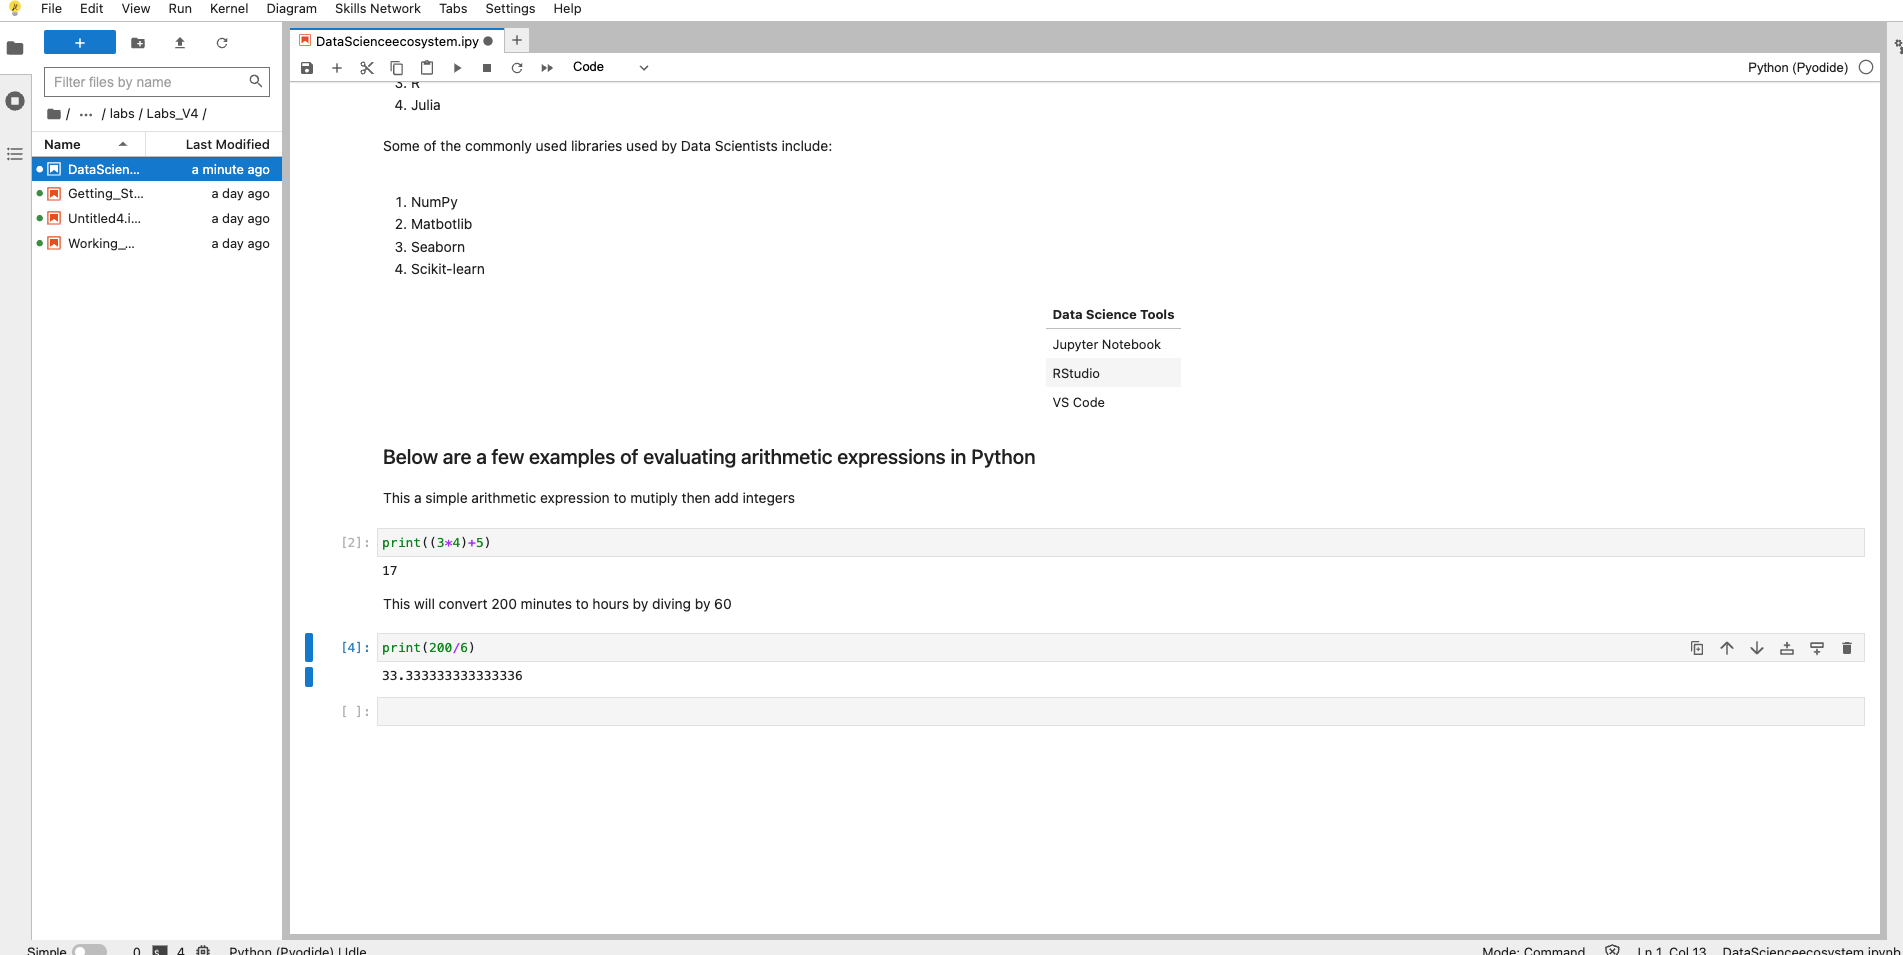 File Edit View Run Kernel Diagram Skills Network Tabs Settings Help
DataScienceecosystem.ipy
Filter files by name
/ ··· / labs / Labs_V4 /
Name Last Modified
DataScien... a minute ago
Getting_St... a day ago
Untitled4.i... a day ago
Working_... a day ago
Code
Python (Pyodide)
3. R
4. Julia
Some of the commonly used libraries used by Data Scientists include:
1. NumPy
2. Matbotlib
3. Seaborn
4. Scikit-learn
Data Science Tools
Jupyter Notebook
RStudio
VS Code
Below are a few examples of evaluating arithmetic expressions in Python
This a simple arithmetic expression to mutiply then add integers
[2]: print((3*4)+5)
17
This will convert 200 minutes to hours by diving by 60
[4]: print(200/6)
33.333333333333336
[ ]:
Simple 0 4 Python (Pyodide) | Idle Mode: Command Ln 1, Col 13 DataScienceecosystem.ipynb